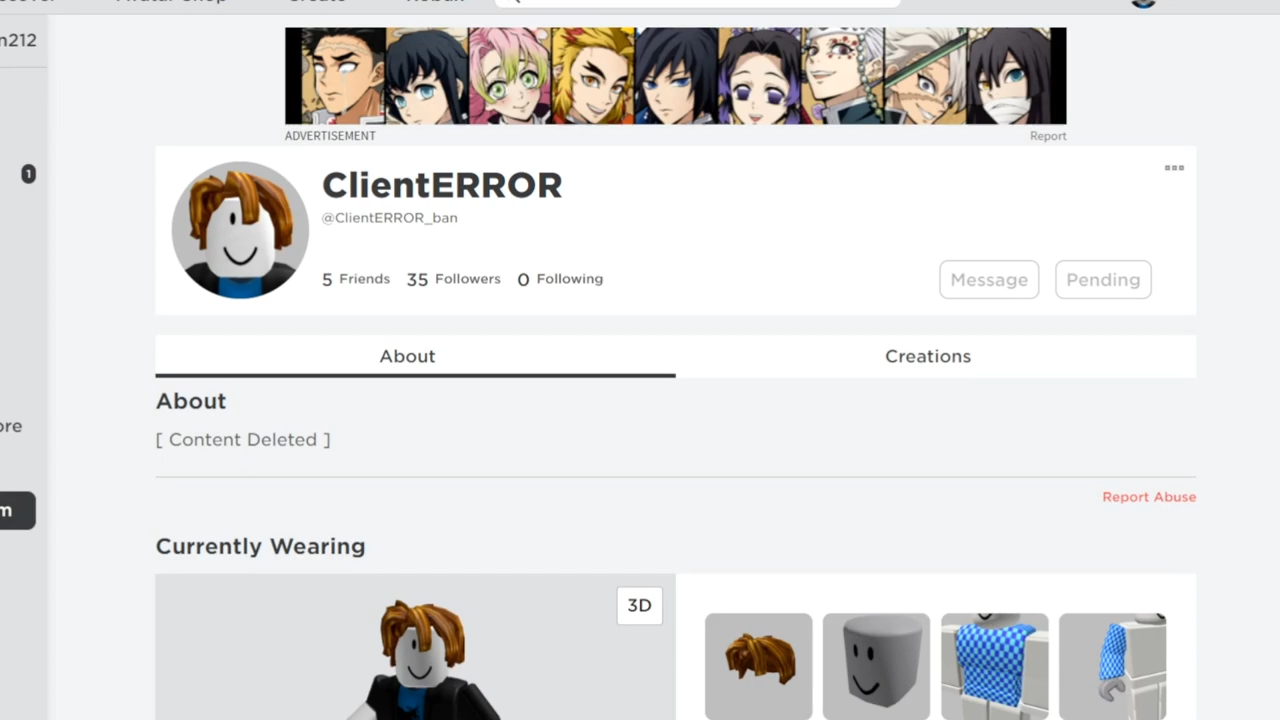 n212
ADVERTISEMENT
Report
1
ClientERROR
@ClientERROR_ban
5 Friends 35 Followers 0 Following
Message
Pending
About
Creations
About
[ Content Deleted ]
ore
Report Abuse
m
Currently Wearing
3D